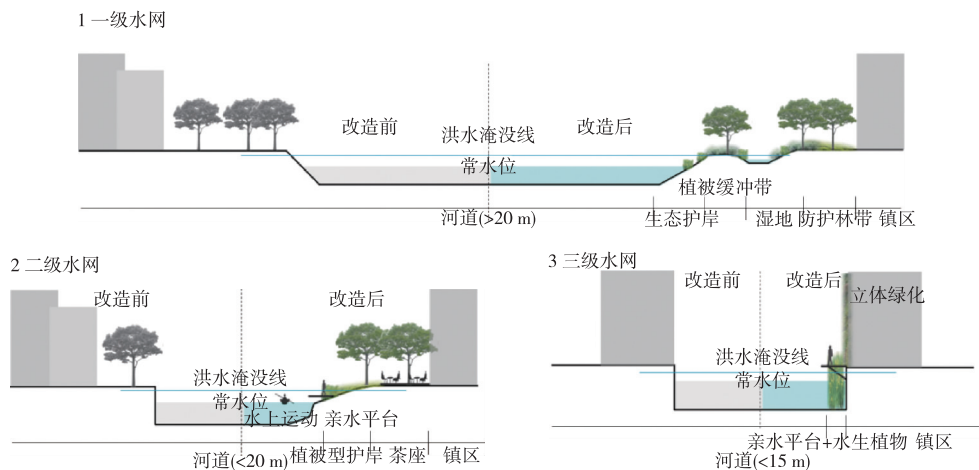 1 一级水网
改造前
洪水淹没线
改造后
常水位
植被缓冲带
河道(>20 m)
生态护岸
湿地
防护林带
镇区
2 二级水网
改造前
改造后
洪水淹没线
常水位
水上运动
亲水平台
河道(<20 m)
植被型护岸
茶座
镇区
3 三级水网
改造前
改造后
立体绿化
洪水淹没线
常水位
亲水平台+水生植物
镇区
河道(<15 m)